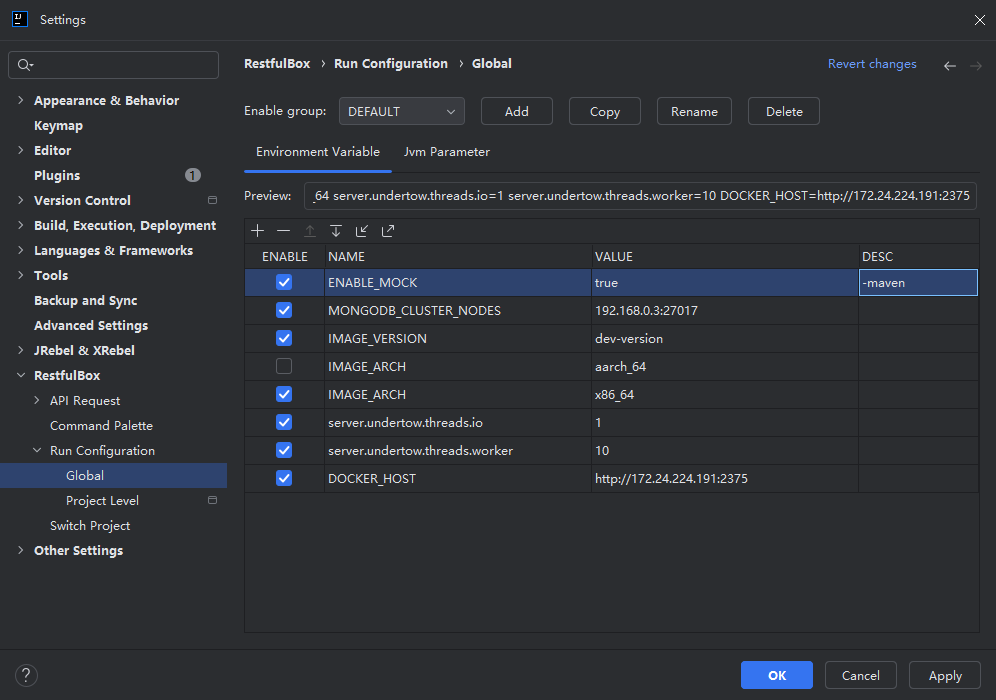 Settings
RestfulBox › Run Configuration › Global
Revert changes
Appearance & Behavior
Keymap
Editor
Plugins 1
Version Control
Build, Execution, Deployment
Languages & Frameworks
Tools
Backup and Sync
Advanced Settings
JRebel & XRebel
RestfulBox
API Request
Command Palette
Run Configuration
Global
Project Level
Switch Project
Other Settings
Enable group: DEFAULT Add Copy Rename Delete
Environment Variable Jvm Parameter
Preview: _64 server.undertow.threads.io=1 server.undertow.threads.worker=10 DOCKER_HOST=http://172.24.224.191:2375
ENABLE NAME VALUE DESC
ENABLE_MOCK true -maven
MONGODB_CLUSTER_NODES 192.168.0.3:27017
IMAGE_VERSION dev-version
IMAGE_ARCH aarch_64
IMAGE_ARCH x86_64
server.undertow.threads.io 1
server.undertow.threads.worker 10
DOCKER_HOST http://172.24.224.191:2375
? OK Cancel Apply